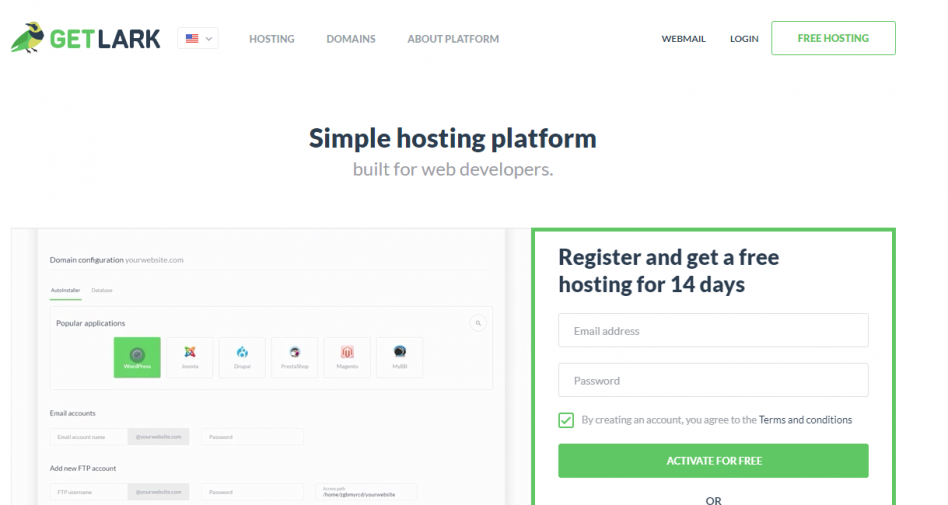 GETLARK
HOSTING
DOMAINS
ABOUT PLATFORM
WEBMAIL
LOGIN
FREE HOSTING
Simple hosting platform
built for web developers.
Domain configuration yourwebsite.com
AutoInstaller
Database
Popular applications
WordPress
Joomla
Drupal
PrestaShop
Magento
MyBB
Email accounts
Email account name
@yourwebsite.com
Password
Add new FTP account
FTP username
@yourwebsite.com
Password
Access path
/home/zgbmurcd/yourwebsite
Register and get a free
hosting for 14 days
Email address
Password
By creating an account, you agree to the Terms and conditions
ACTIVATE FOR FREE
OR